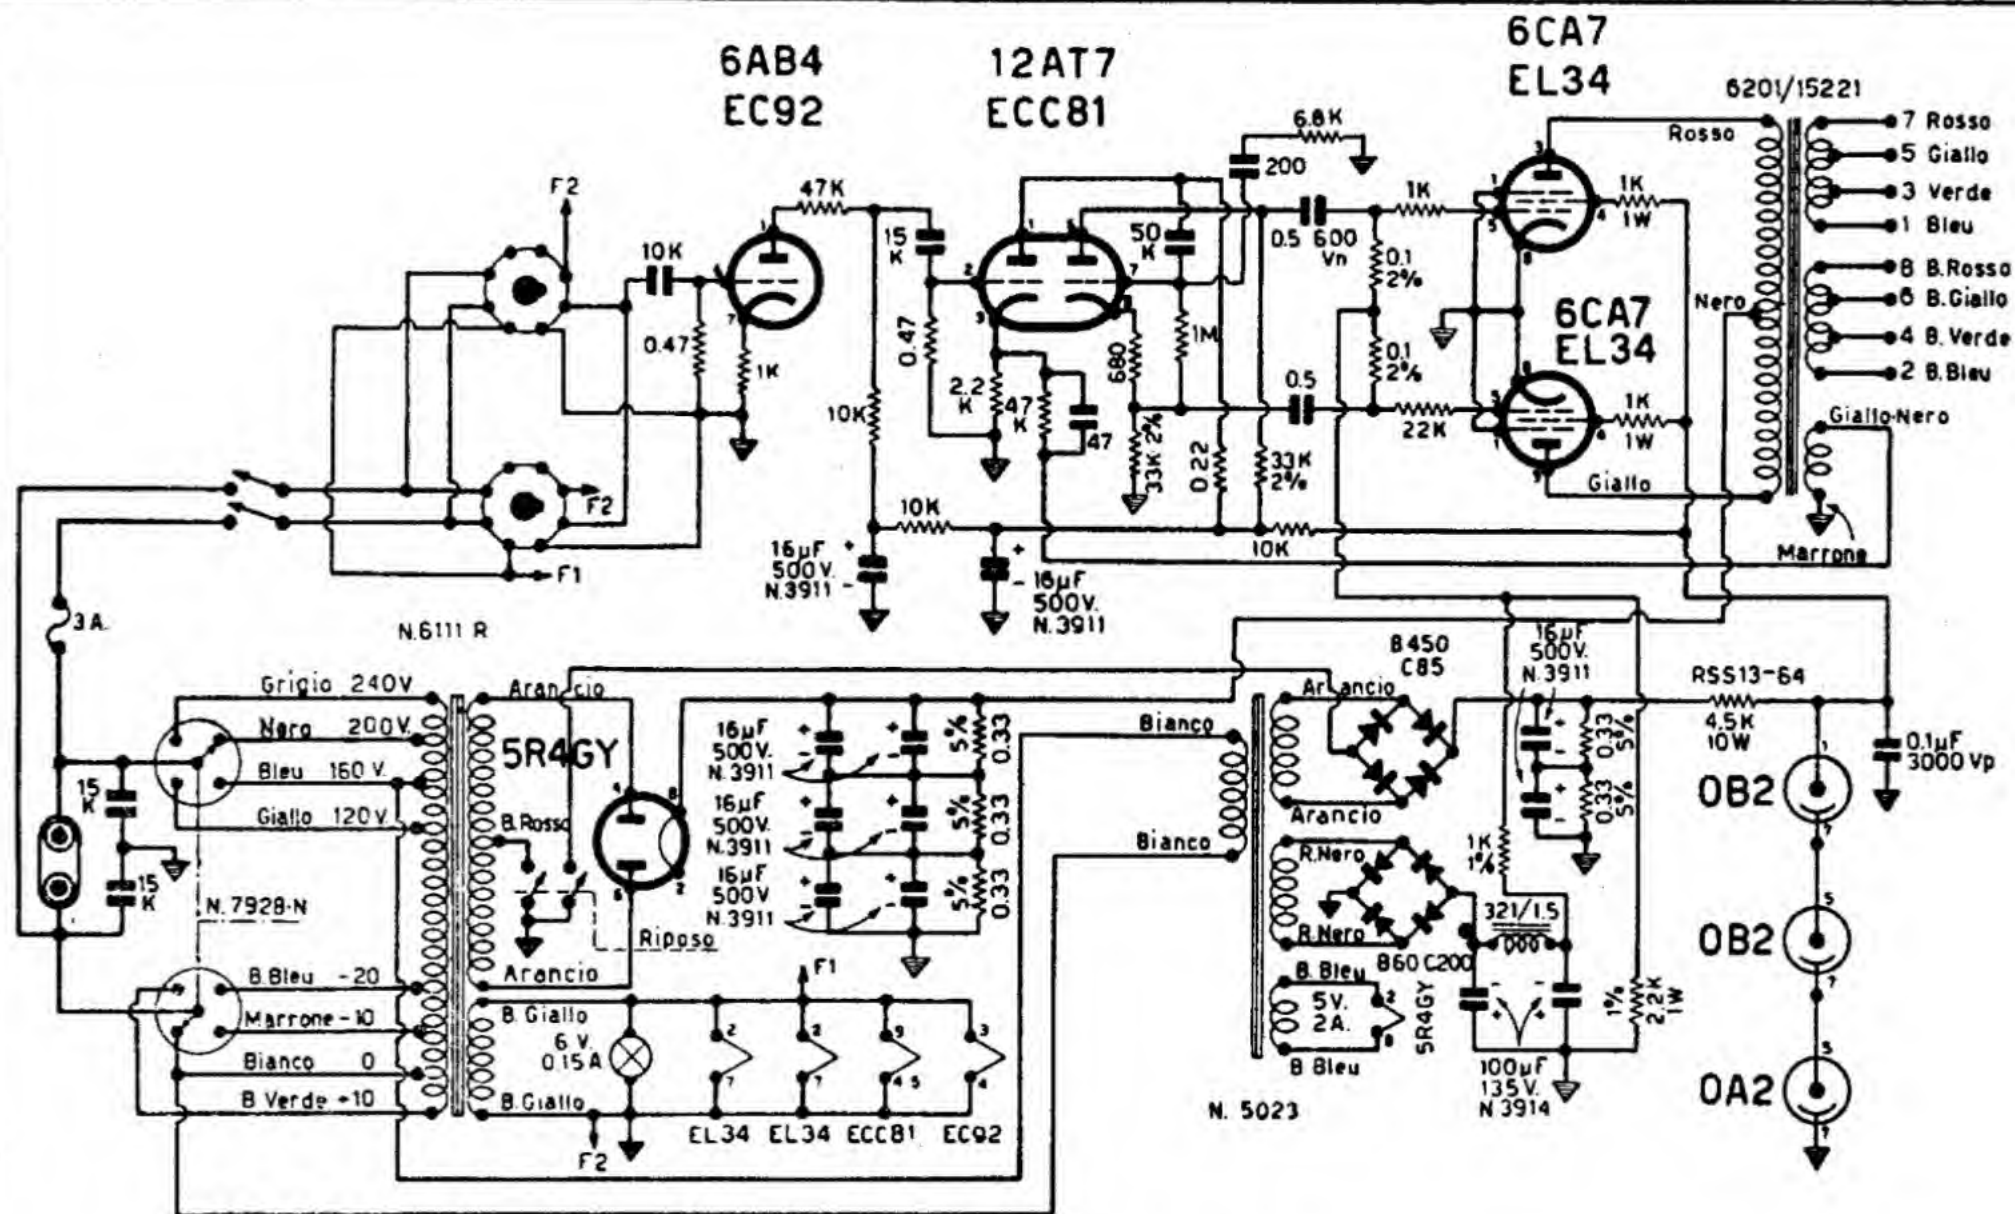 6AB4
EC92
12AT7
ECC81
6CA7
EL34
6201/15221
7 Rosso
5 Giallo
3 Verde
1 Bleu
8 B.Rosso
6 B.Giallo
4 B.Verde
2 B.Bleu
Giallo-Nero
Marrone
Rosso
Nero
Giallo
6CA7
EL34
F2
10K
47K
0.47
1K
10K
15
K
0.47
2.2
K
47
K
47
50
K
200
6.8K
680
1M
33K 2%
0.22
33K
2%
0.5
600
Vn
0.5
0.1
2%
0.1
2%
1K
22K
1K
1W
1K
1W
F2
F1
10K
10K
16µF
500V.
N.3911
16µF
500V.
N.3911
3A.
N.6111 R
Grigio 240V
Nero 200V.
Bleu 160 V.
Giallo 120V.
15
K
15
K
N.7928-N
B.Bleu -20
Marrone -10
Bianco 0
B Verde +10
Arancio
5R4GY
B.Rosso
Riposo
Arancio
B. Giallo
6 V.
0.15A
B.Giallo
F2
F1
EL34
EL34
ECC81
EC92
16µF
500V.
N.3911
16µF
500V.
N.3911
16µF
500V
N.3911
5%
0.33
5%
0.33
5%
0.33
Bianco
Bianco
N. 5023
B450
C85
Arancio
Arancio
R.Nero
R.Nero
B60C200
B.Bleu
5V.
2A.
B Bleu
5R4GY
16µF
500V.
N.3911
0.33
5%
0.33
5%
1K
1%
321/1.5
100µF
135V.
N 3914
1%
2.2K
1W
RSS13-64
4.5K
10W
0.1µF
3000 Vp
OB2
OB2
OA2